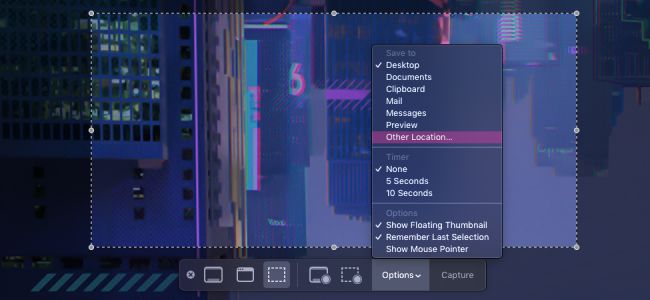 6
Save to
Desktop
Documents
Clipboard
Mail
Messages
Preview
Other Location...
Timer
None
5 Seconds
10 Seconds
Options
Show Floating Thumbnail
Remember Last Selection
Show Mouse Pointer
Options
Capture